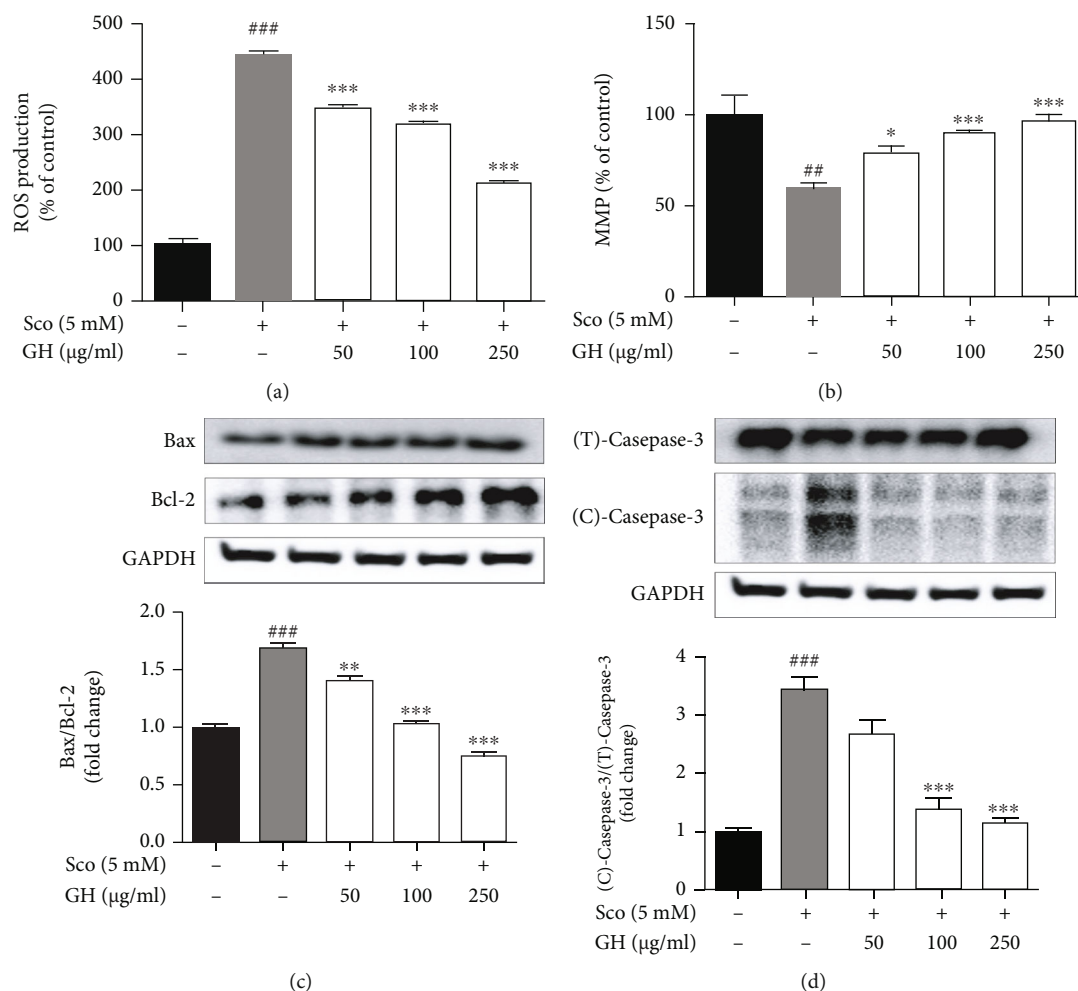 ROS production
(% of control)
500
400
300
200
100
0
###
***
***
***
Sco (5 mM) – + + + +
GH (μg/ml) – – 50 100 250
(a)
MMP (% of control)
150
100
50
0
##
*
***
***
Sco (5 mM) – + + + +
GH (μg/ml) – – 50 100 250
(b)
Bax
Bcl-2
GAPDH
Bax/Bcl-2
(fold change)
2.0
1.5
1.0
0.5
0.0
###
**
***
***
Sco (5 mM) – + + + +
GH (μg/ml) – – 50 100 250
(c)
(T)-Casepase-3
(C)-Casepase-3
GAPDH
(C)-Casepase-3/(T)-Casepase-3
(fold change)
4
3
2
1
0
###
***
***
Sco (5 mM) – + + + +
GH (μg/ml) – – 50 100 250
(d)